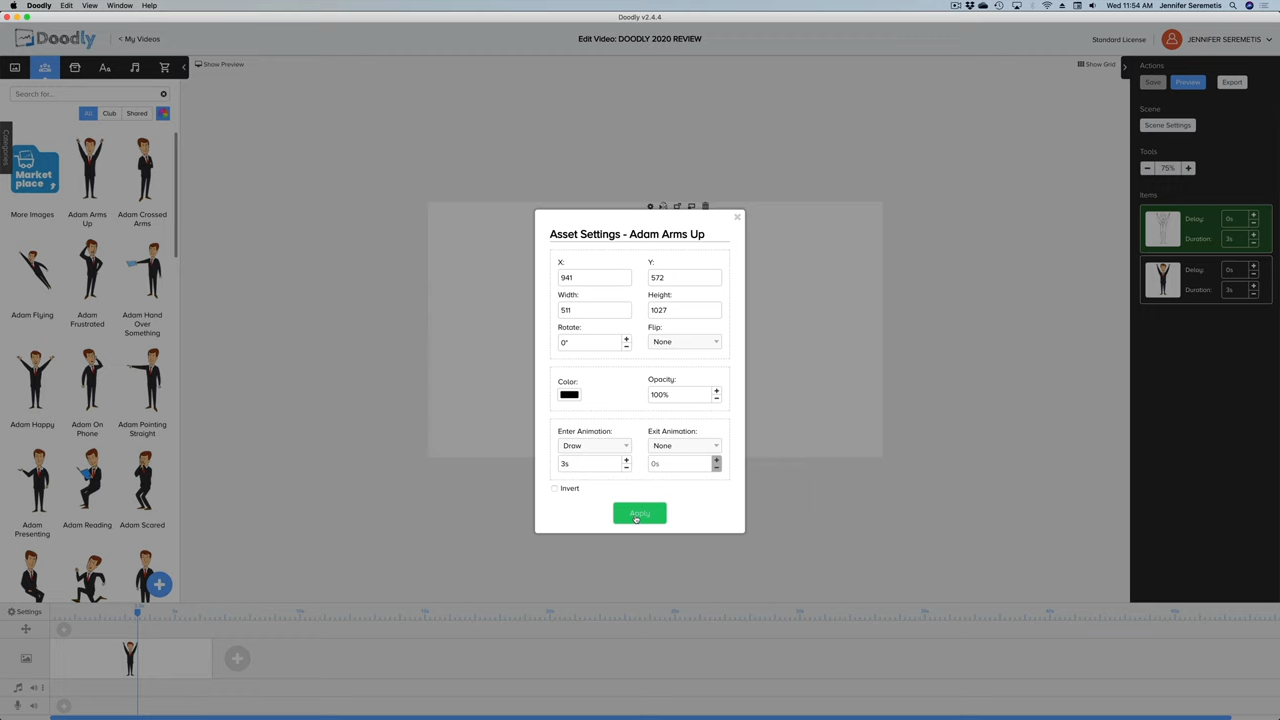 Doodly Edit View Window Help
Wed 11:54 AM Jennifer Seremetis
Doodly v2.4.4
Doodly < My Videos
Edit Video: DOODLY 2020 REVIEW
Standard License JENNIFER SEREMETIS
Show Preview
Show Grid
Actions
Save Preview Export
Search for...
All Club Shared
Scene
Scene Settings
Categories
Tools
75%
Market place
More Images
Adam Arms Up
Adam Crossed Arms
Items
Delay: 0s
Duration: 3s
Delay: 0s
Duration: 3s
Adam Flying
Adam Frustrated
Adam Hand Over Something
Adam Happy
Adam On Phone
Adam Pointing Straight
Adam Presenting
Adam Reading
Adam Scared
Asset Settings - Adam Arms Up
X: Y:
941 572
Width: Height:
511 1027
Rotate: Flip:
0° None
Color: Opacity:
100%
Enter Animation: Exit Animation:
Draw None
3s 0s
Invert
Apply
Settings